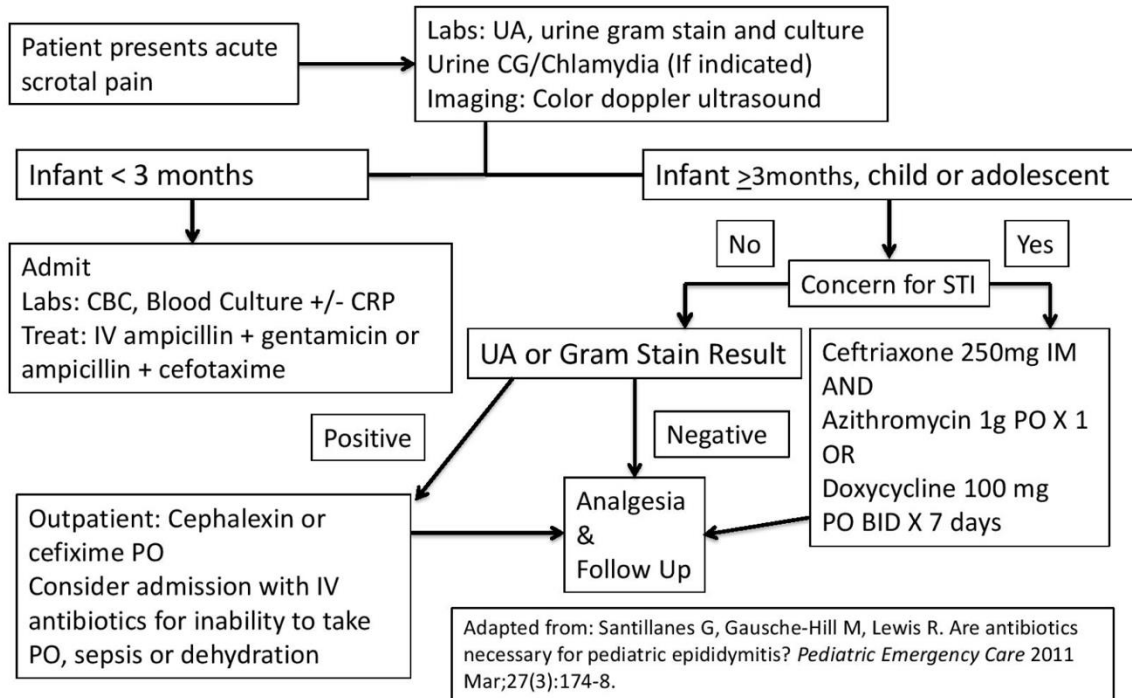 Patient presents acute
scrotal pain
Labs: UA, urine gram stain and culture
Urine CG/Chlamydia (If indicated)
Imaging: Color doppler ultrasound
Infant < 3 months
Infant ≥3months, child or adolescent
Admit
Labs: CBC, Blood Culture +/- CRP
Treat: IV ampicillin + gentamicin or
ampicillin + cefotaxime
No
Yes
Concern for STI
UA or Gram Stain Result
Ceftriaxone 250mg IM
AND
Azithromycin 1g PO X 1
OR
Doxycycline 100 mg
PO BID X 7 days
Positive
Negative
Outpatient: Cephalexin or
cefixime PO
Consider admission with IV
antibiotics for inability to take
PO, sepsis or dehydration
Analgesia
&
Follow Up
Adapted from: Santillanes G, Gausche-Hill M, Lewis R. Are antibiotics
necessary for pediatric epididymitis? Pediatric Emergency Care 2011
Mar;27(3):174-8.